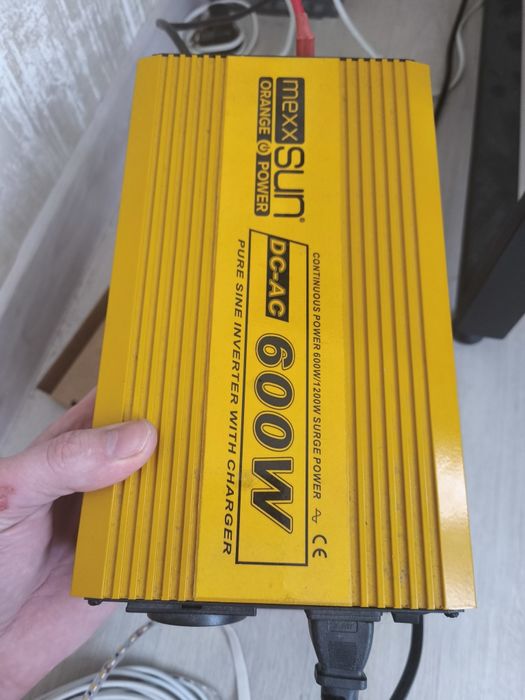 mexxsun®
ORANGE POWER
CONTINUOUS POWER 600W/1200W SURGE POWER CE
DC-AC 600W
PURE SINE INVERTER WITH CHARGER